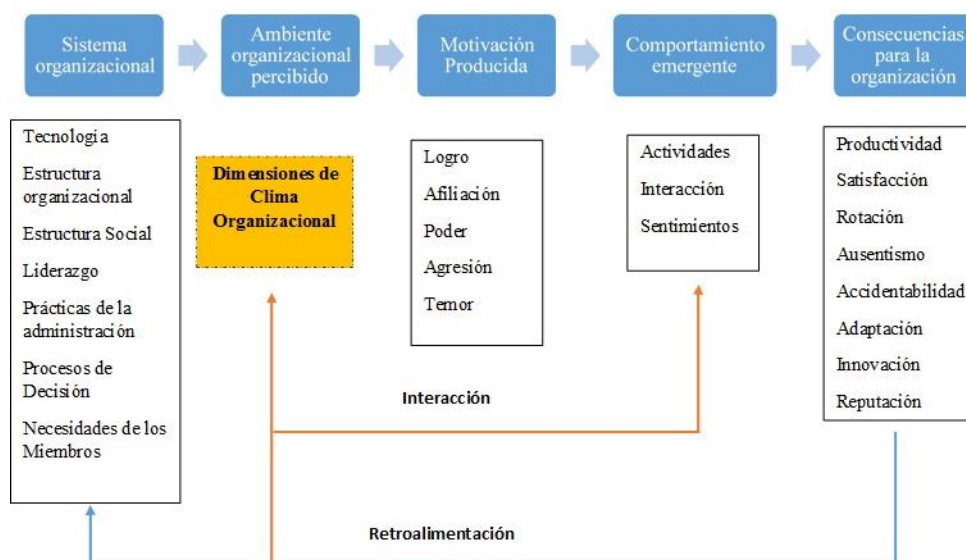 Sistema
organizacional
Ambiente
organizacional
percibido
Motivación
Producida
Comportamiento
emergente
Consecuencias
para la
organización
Tecnología
Estructura
organizacional
Estructura Social
Liderazgo
Prácticas de la
administración
Procesos de
Decisión
Necesidades de los
Miembros
Dimensiones de
Clima
Organizacional
Logro
Afiliación
Poder
Agresión
Temor
Actividades
Interacción
Sentimientos
Productividad
Satisfacción
Rotación
Ausentismo
Accidentabilidad
Adaptación
Innovación
Reputación
Interacción
Retroalimentación